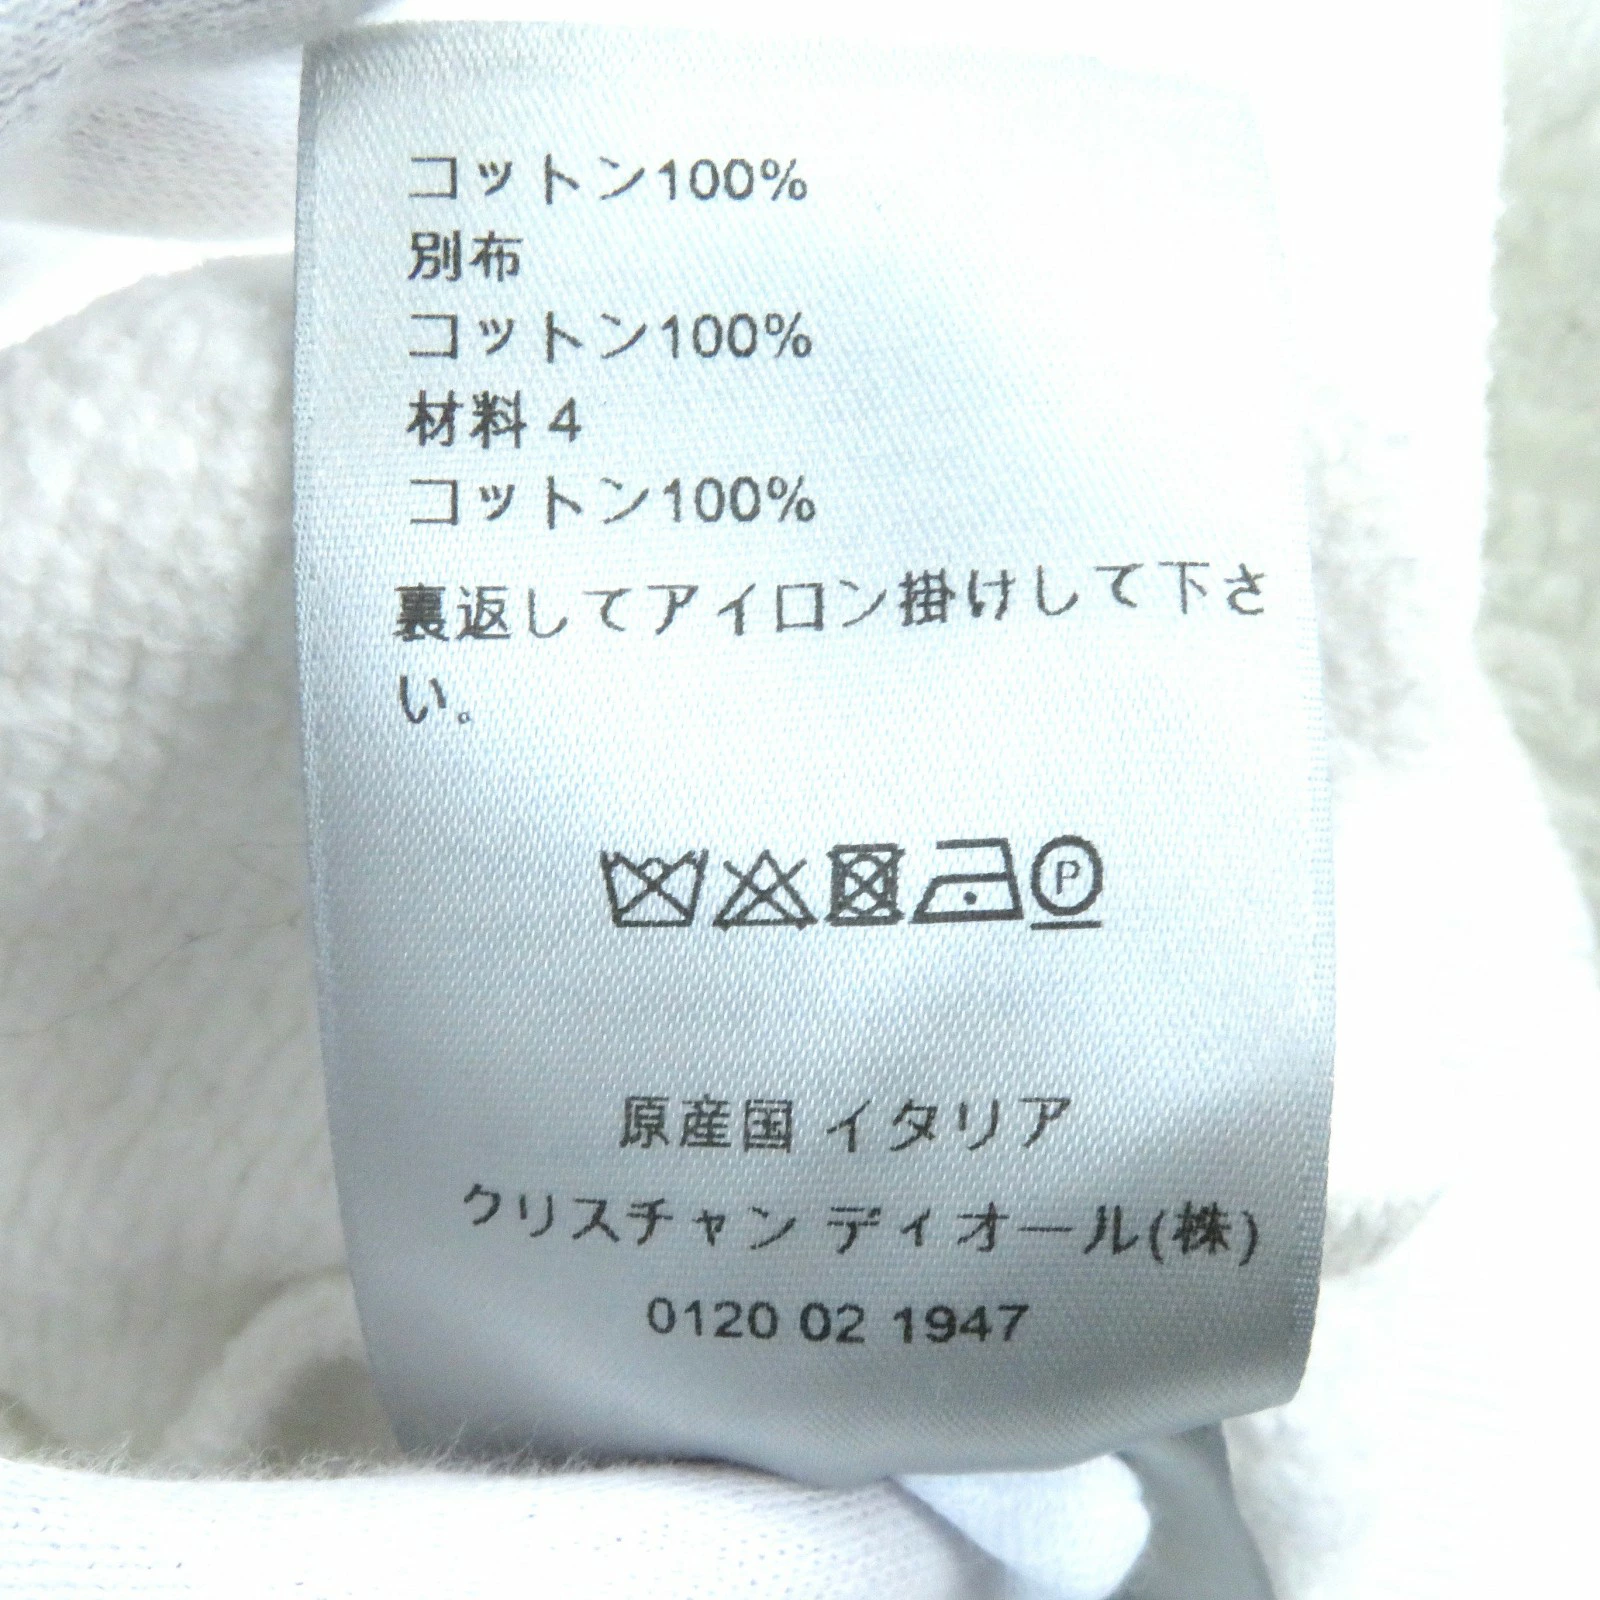 コットン100%
別布
コットン100%
材料 4
コットン100%
裏返してアイロン掛けして下さ
い。
P
原産国 イタリア
クリスチャン ディオール(株)
0120 02 1947